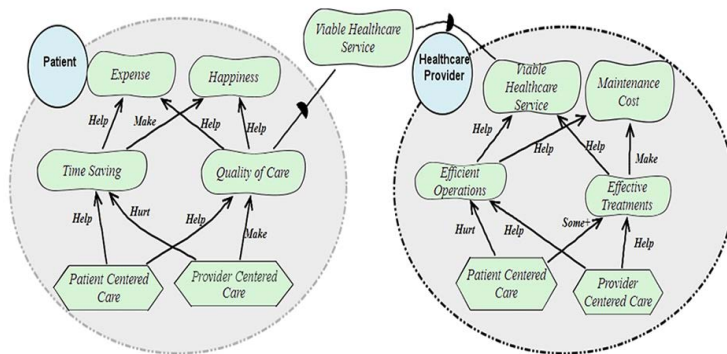 Viable Healthcare
Service
Patient
Expense
Happiness
Help
Make
Help
Help
Time Saving
Quality of Care
Help
Hurt
Help
Make
Patient Centered
Care
Provider Centered
Care
Healthcare
Provider
Viable
Healthcare
Service
Maintenance
Cost
Help
Help
Help
Make
Efficient
Operations
Effective
Treatments
Hurt
Help
Some+
Help
Patient Centered
Care
Provider
Centered Care